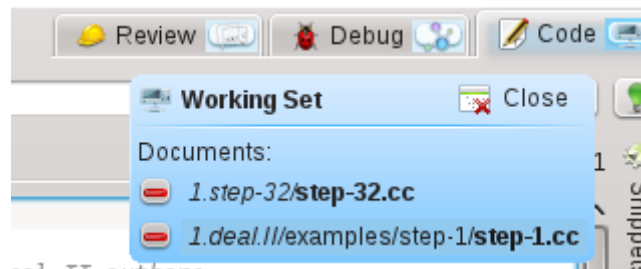 Review Debug Code
Working Set Close
Documents:
1
1.step-32/step-32.cc
1.deal.II/examples/step-1/step-1.cc